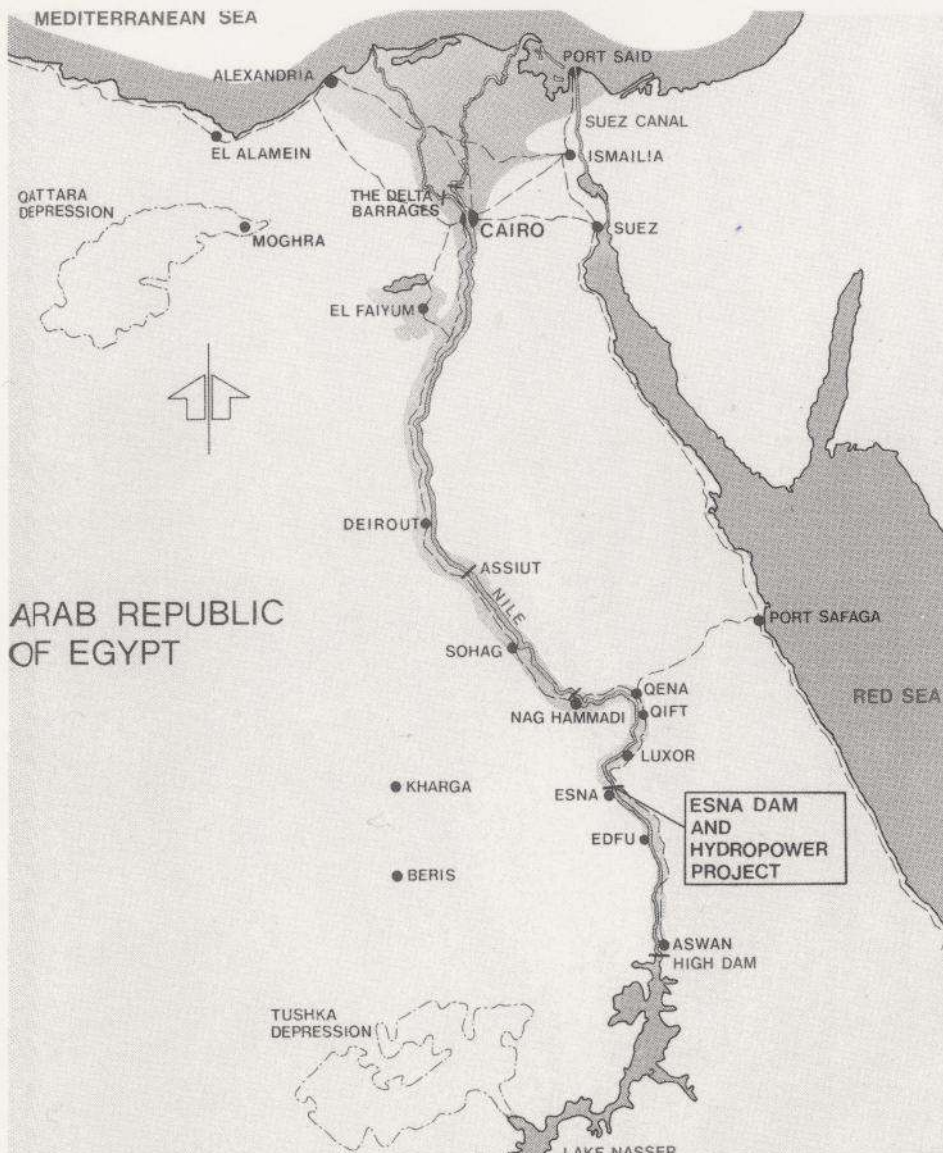 MEDITERRANEAN SEA
PORT SAID
ALEXANDRIA
SUEZ CANAL
EL ALAMEIN
ISMAILIA
QATTARA
DEPRESSION
THE DELTA
BARRAGES
MOGHRA
CAIRO
SUEZ
EL FAIYUM
DEIROUT
ASSIUT
NILE
ARAB REPUBLIC
OF EGYPT
PORT SAFAGA
SOHAG
QENA
RED SEA
NAG HAMMADI
QIFT
LUXOR
KHARGA
ESNA
ESNA DAM
AND
HYDROPOWER
PROJECT
EDFU
BERIS
ASWAN
HIGH DAM
TUSHKA
DEPRESSION
LAKE NASSER